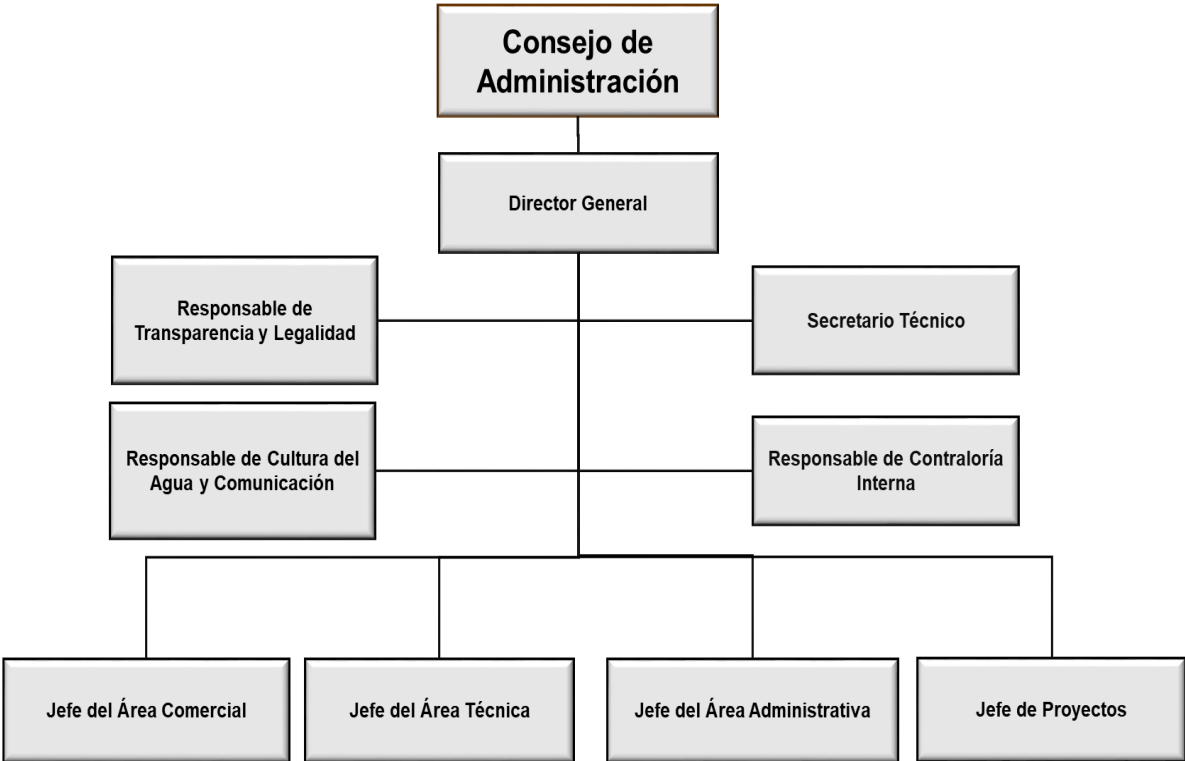 Consejo de
Administración
Director General
Responsable de
Transparencia y Legalidad
Secretario Técnico
Responsable de Cultura del
Agua y Comunicación
Responsable de Contraloría
Interna
Jefe del Área Comercial
Jefe del Área Técnica
Jefe del Área Administrativa
Jefe de Proyectos